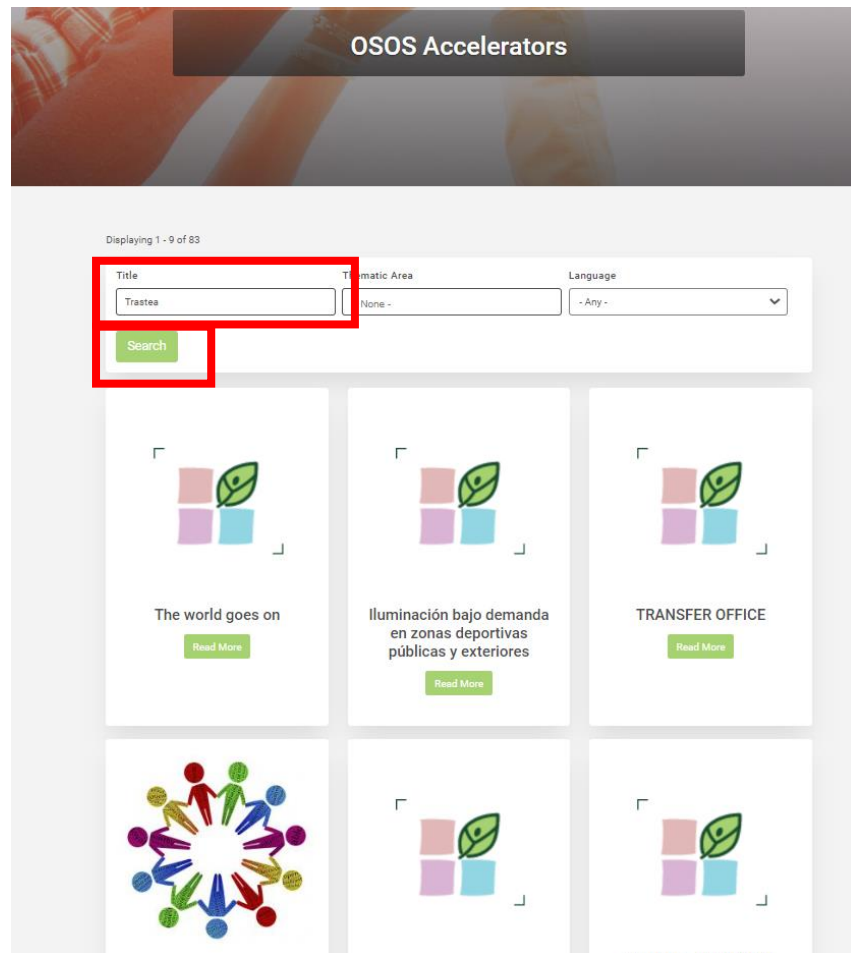 OSOS Accelerators
Displaying 1 - 9 of 83
Title
Thematic Area
Language
Trastea
None -
- Any -
Search
The world goes on
Read More
Iluminación bajo demanda
en zonas deportivas
públicas y exteriores
Read More
TRANSFER OFFICE
Read More